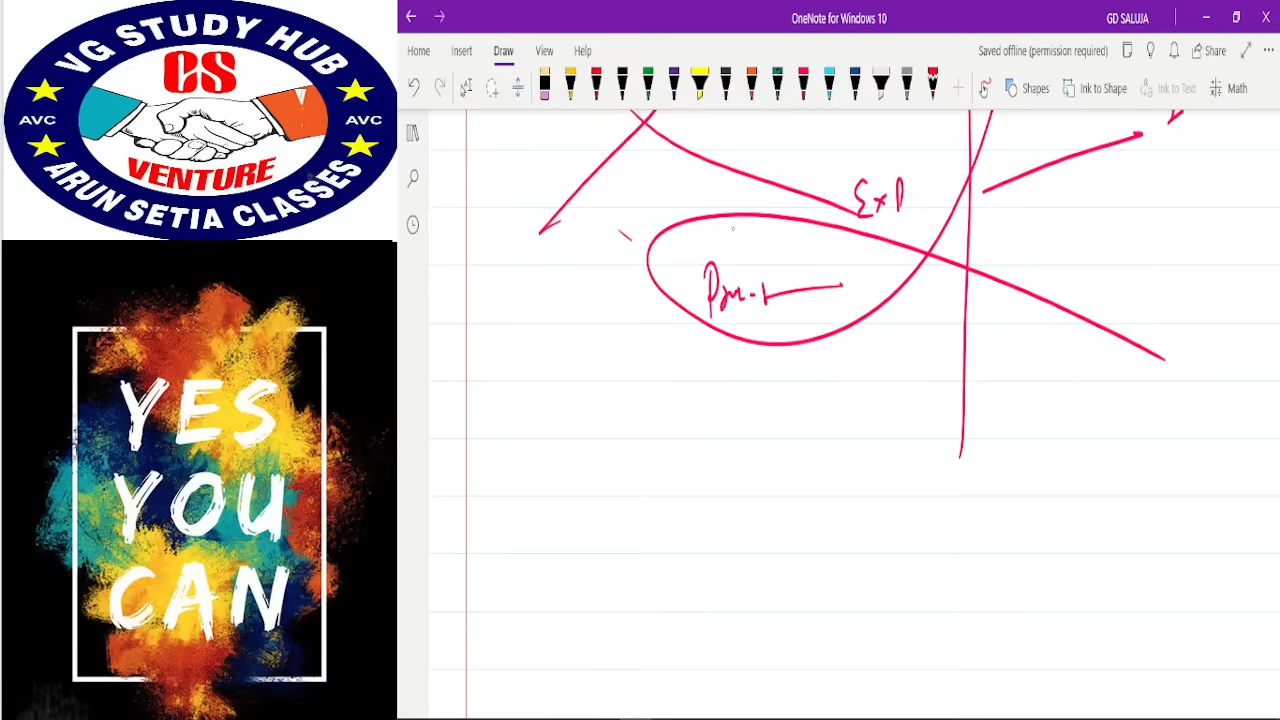 VG STUDY HUB
CS
AVC
AVC
VENTURE
ARUN SETIA CLASSES
YES
YOU
CAN
OneNote for Windows 10
GD SALUJA
Home Insert Draw View Help
Saved offline (permission required)
Share
Shapes
Ink to Shape
Ink to Text
Math
Exp